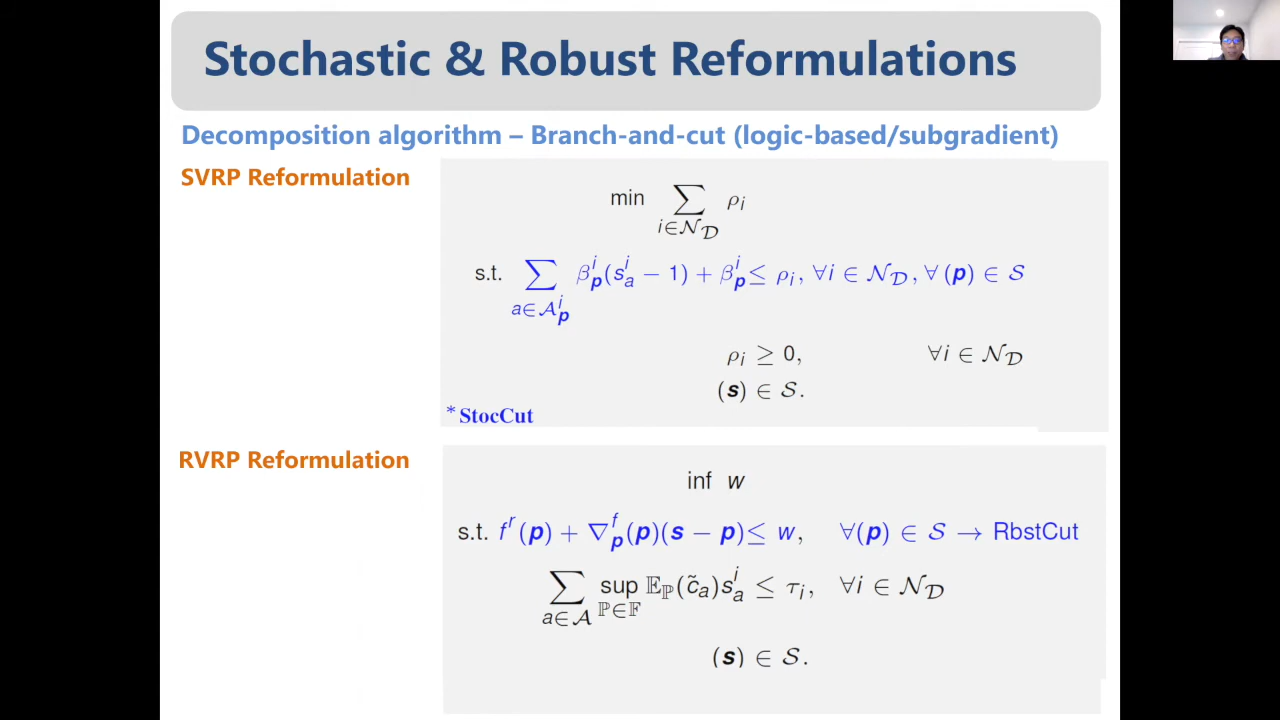 Stochastic & Robust Reformulations
Decomposition algorithm – Branch-and-cut (logic-based/subgradient)
SVRP Reformulation
min ∑_{i∈𝒩_𝒟} ρ_i
s.t. ∑_{a∈𝒜^i_p} β^i_p(s^i_a − 1) + β^i_p ≤ ρ_i, ∀i ∈ 𝒩_𝒟, ∀ (p) ∈ 𝒮
ρ_i ≥ 0, ∀i ∈ 𝒩_𝒟
(s) ∈ 𝒮.
* StocCut
RVRP Reformulation
inf w
s.t. f^r(p) + ∇^f_p(p)(s − p) ≤ w, ∀(p) ∈ 𝒮 → RbstCut
∑_{a∈𝒜} sup_{ℙ∈𝔽} 𝔼_ℙ(c̃_a)s^i_a ≤ τ_i, ∀i ∈ 𝒩_𝒟
(s) ∈ 𝒮.